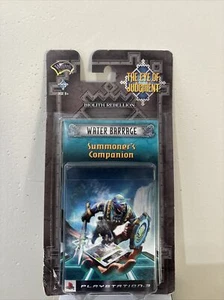 THE EYE OF
JUDGMENT
BIOLITH REBELLION
WATER BARRAGE
Summoner's
Companion
PLAYSTATION 3